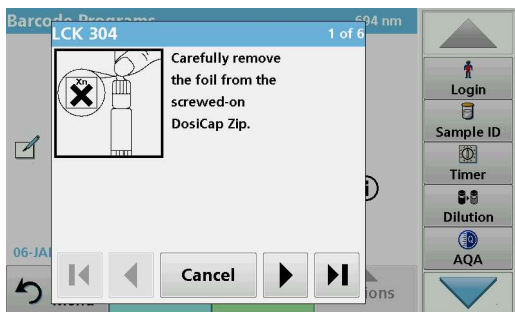 Barcode Programs
694 nm
LCK 304
1 of 6
Xn
Carefully remove
the foil from the
screwed-on
DosiCap Zip.
Login
Sample ID
Timer
Dilution
06-JA
AQA
Cancel
ions